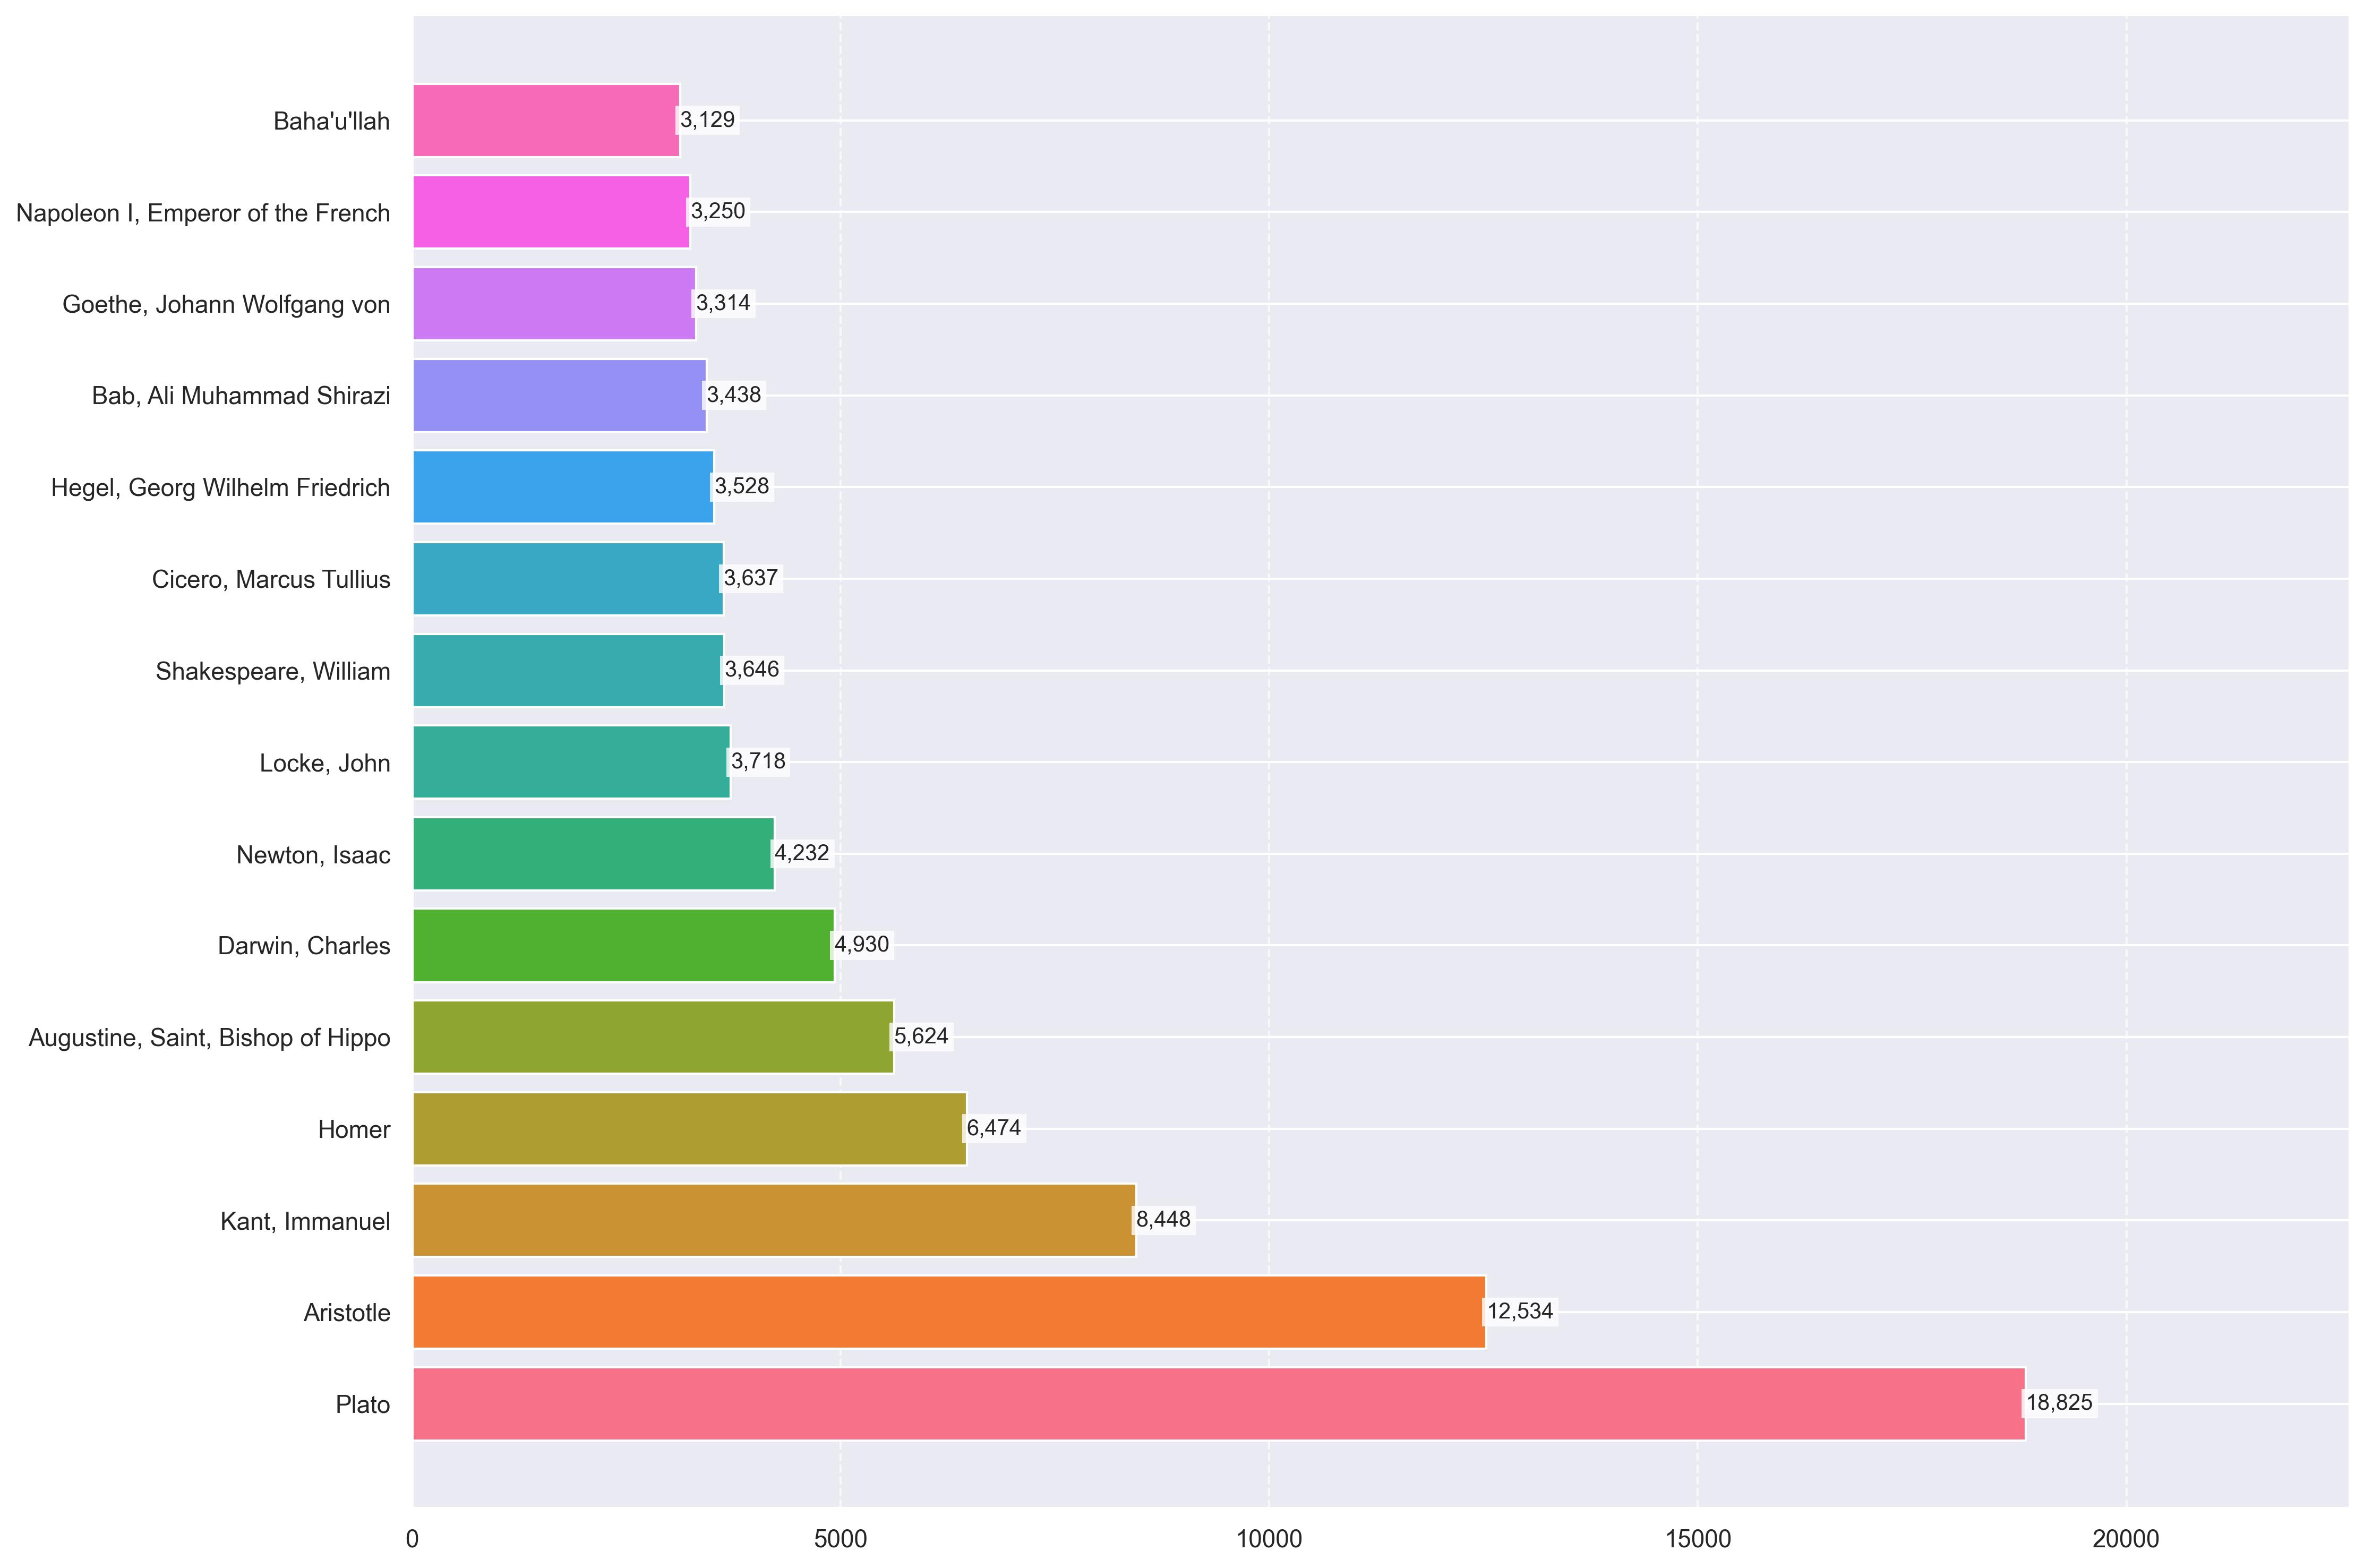 Baha'u'llah 3,129
Napoleon I, Emperor of the French 3,250
Goethe, Johann Wolfgang von 3,314
Bab, Ali Muhammad Shirazi 3,438
Hegel, Georg Wilhelm Friedrich 3,528
Cicero, Marcus Tullius 3,637
Shakespeare, William 3,646
Locke, John 3,718
Newton, Isaac 4,232
Darwin, Charles 4,930
Augustine, Saint, Bishop of Hippo 5,624
Homer 6,474
Kant, Immanuel 8,448
Aristotle 12,534
Plato 18,825
0 5000 10000 15000 20000